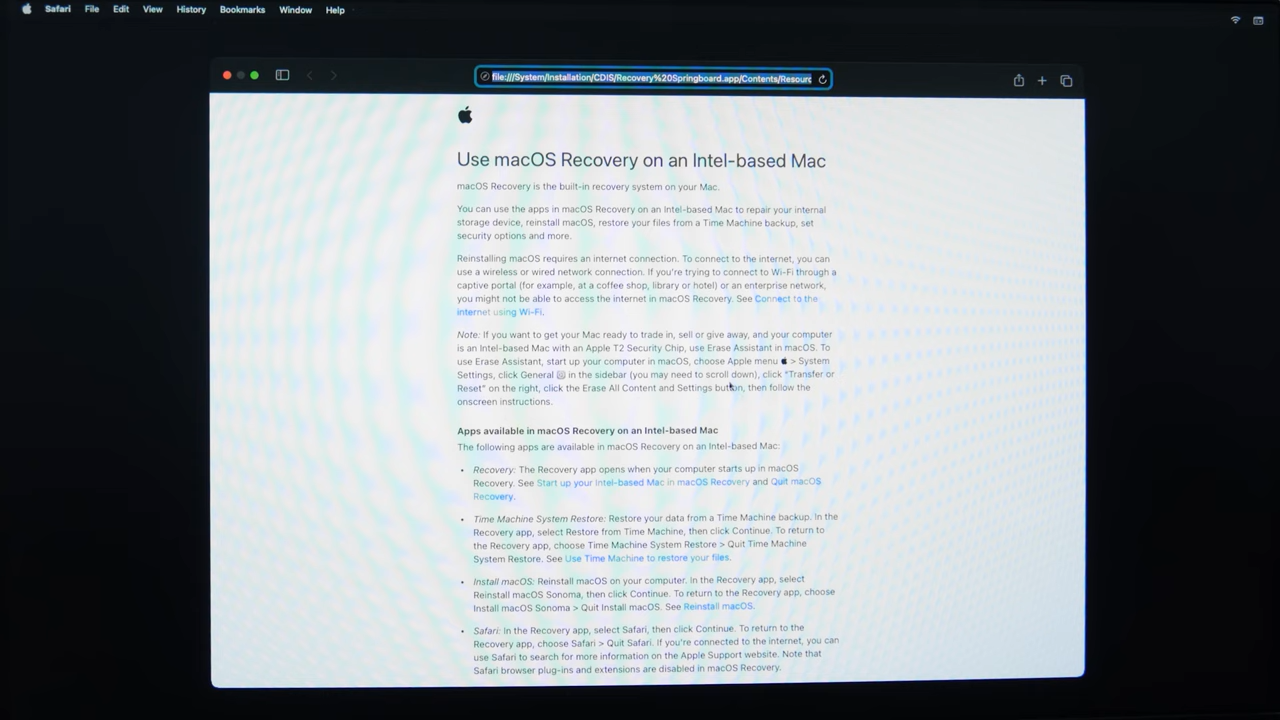 Safari File Edit View History Bookmarks Window Help
file:///System/Installation/CDIS/Recovery%20Springboard.app/Contents/Resourc
Use macOS Recovery on an Intel-based Mac
macOS Recovery is the built-in recovery system on your Mac.
You can use the apps in macOS Recovery on an Intel-based Mac to repair your internal
storage device, reinstall macOS, restore your files from a Time Machine backup, set
security options and more.
Reinstalling macOS requires an internet connection. To connect to the internet, you can
use a wireless or wired network connection. If you're trying to connect to Wi-Fi through a
captive portal (for example, at a coffee shop, library or hotel) or an enterprise network,
you might not be able to access the internet in macOS Recovery. See Connect to the
internet using Wi-Fi.
Note: If you want to get your Mac ready to trade in, sell or give away, and your computer
is an Intel-based Mac with an Apple T2 Security Chip, use Erase Assistant in macOS. To
use Erase Assistant, start up your computer in macOS, choose Apple menu > System
Settings, click General in the sidebar (you may need to scroll down), click "Transfer or
Reset" on the right, click the Erase All Content and Settings button, then follow the
onscreen instructions.
Apps available in macOS Recovery on an Intel-based Mac
The following apps are available in macOS Recovery on an Intel-based Mac:
• Recovery: The Recovery app opens when your computer starts up in macOS
Recovery. See Start up your Intel-based Mac in macOS Recovery and Quit macOS
Recovery.
• Time Machine System Restore: Restore your data from a Time Machine backup. In the
Recovery app, select Restore from Time Machine, then click Continue. To return to
the Recovery app, choose Time Machine System Restore > Quit Time Machine
System Restore. See Use Time Machine to restore your files.
• Install macOS: Reinstall macOS on your computer. In the Recovery app, select
Reinstall macOS Sonoma, then click Continue. To return to the Recovery app, choose
Install macOS Sonoma > Quit Install macOS. See Reinstall macOS.
• Safari: In the Recovery app, select Safari, then click Continue. To return to the
Recovery app, choose Safari > Quit Safari. If you're connected to the internet, you can
use Safari to search for more information on the Apple Support website. Note that
Safari browser plug-ins and extensions are disabled in macOS Recovery.